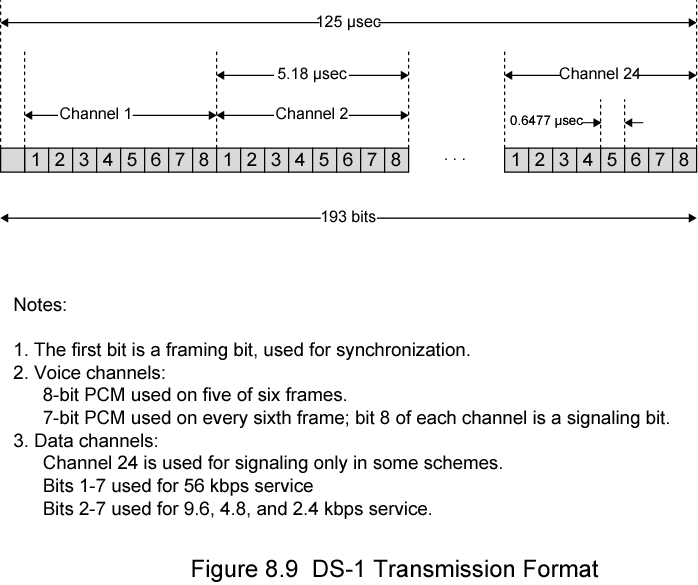 125 μsec
5.18 μsec
Channel 24
Channel 1
Channel 2
0.6477 μsec
1 2 3 4 5 6 7 8 1 2 3 4 5 6 7 8 · · · 1 2 3 4 5 6 7 8
193 bits
Notes:
1. The first bit is a framing bit, used for synchronization.
2. Voice channels:
8-bit PCM used on five of six frames.
7-bit PCM used on every sixth frame; bit 8 of each channel is a signaling bit.
3. Data channels:
Channel 24 is used for signaling only in some schemes.
Bits 1-7 used for 56 kbps service
Bits 2-7 used for 9.6, 4.8, and 2.4 kbps service.
Figure 8.9 DS-1 Transmission Format